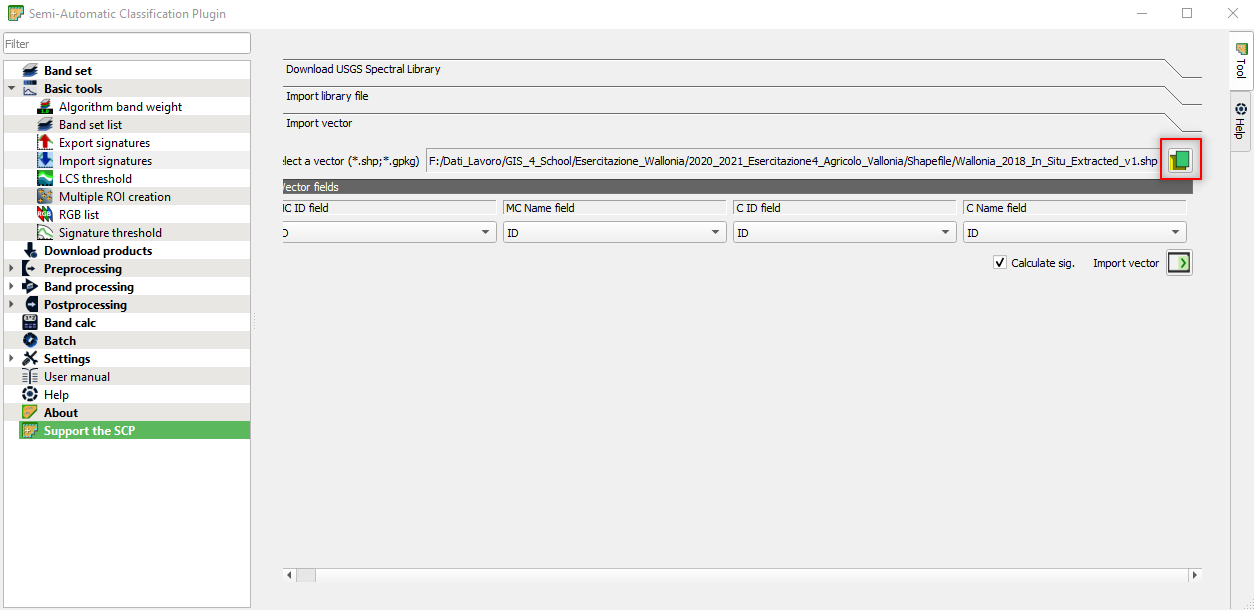 Semi-Automatic Classification Plugin
Filter
Band set
Basic tools
Algorithm band weight
Band set list
Export signatures
Import signatures
LCS threshold
Multiple ROI creation
RGB list
Signature threshold
Download products
Preprocessing
Band processing
Postprocessing
Band calc
Batch
Settings
User manual
Help
About
Support the SCP
Download USGS Spectral Library
Import library file
Import vector
lect a vector (*.shp;*.gpkg) F:/Dati_Lavoro/GIS_4_School/Esercitazione_Wallonia/2020_2021_Esercitazione4_Agricolo_Vallonia/Shapefile/Wallonia_2018_In_Situ_Extracted_v1.shp
Vector fields
MC ID field MC Name field C ID field C Name field
D ID ID ID
Calculate sig. Import vector
Tool
Help